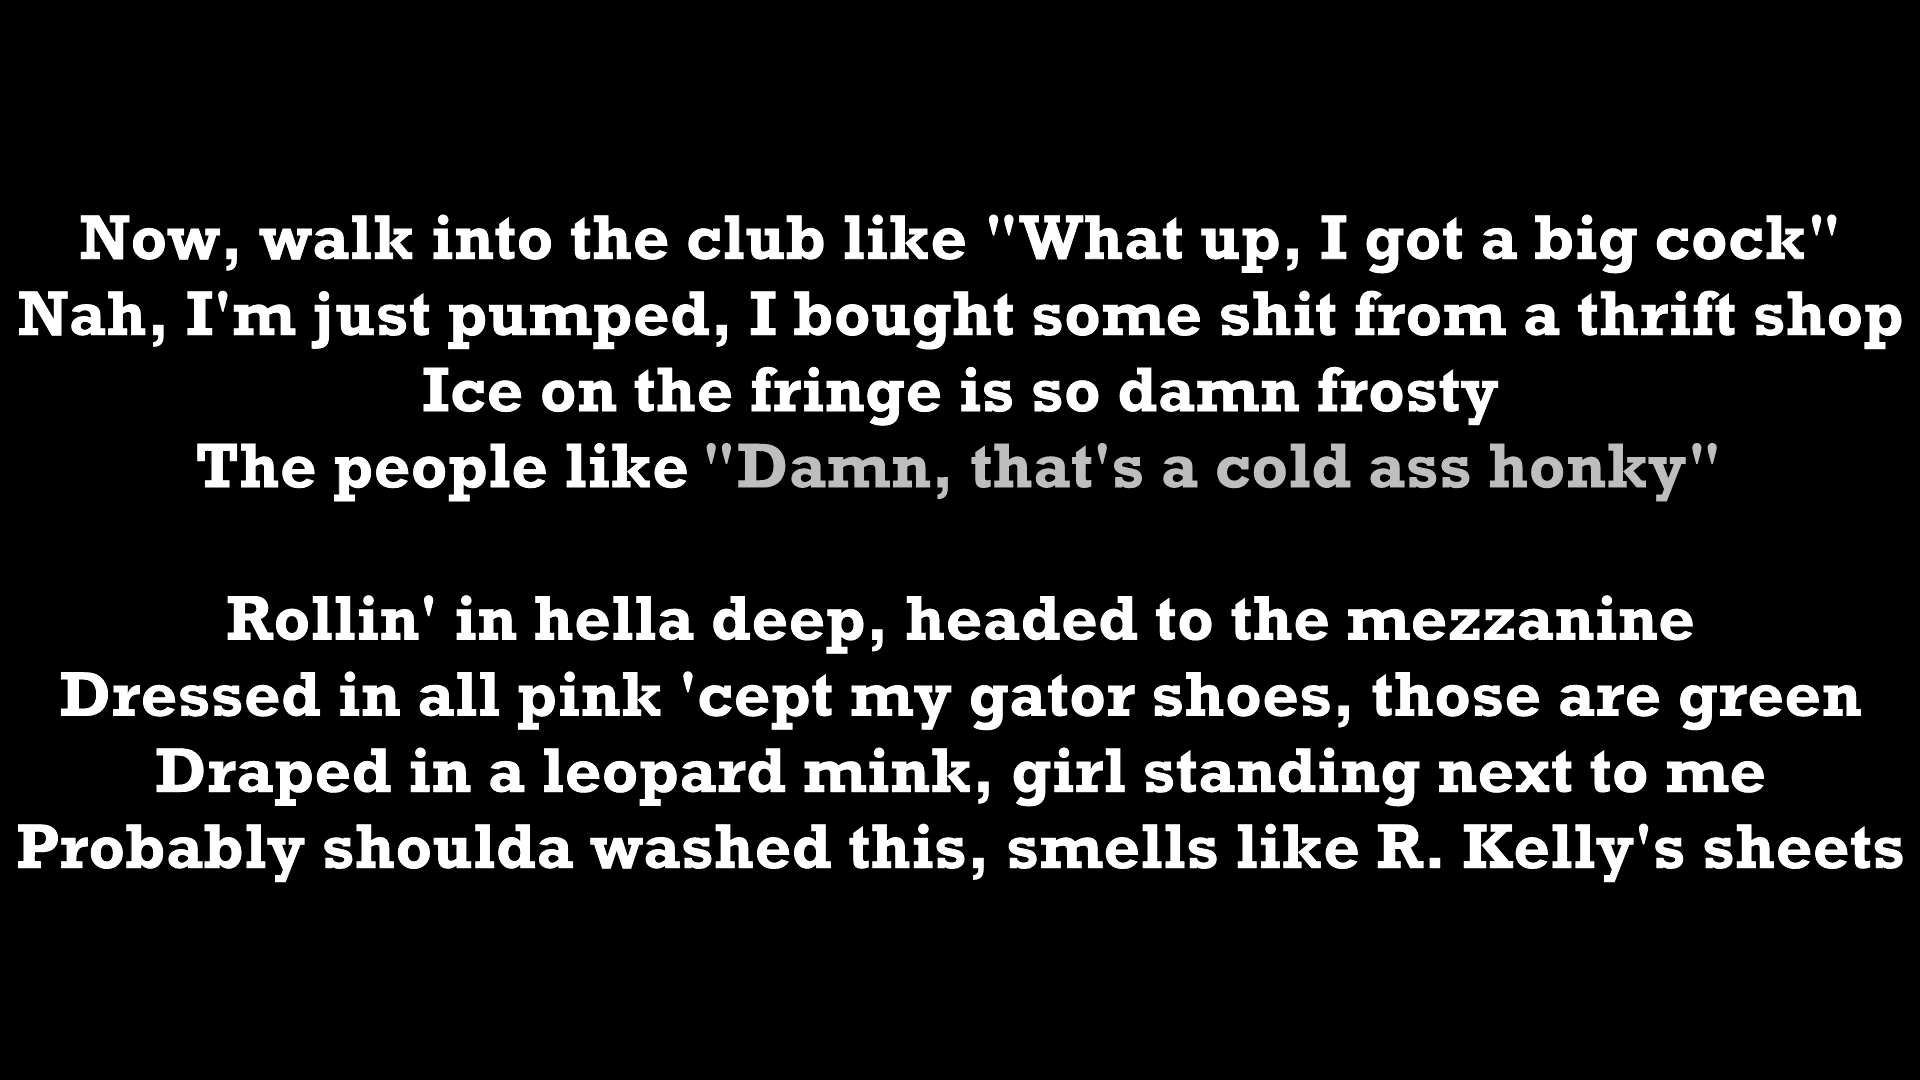 Now, walk into the club like "What up, I got a big cock"
Nah, I'm just pumped, I bought some shit from a thrift shop
Ice on the fringe is so damn frosty
The people like "Damn, that's a cold ass honky"
Rollin' in hella deep, headed to the mezzanine
Dressed in all pink 'cept my gator shoes, those are green
Draped in a leopard mink, girl standing next to me
Probably shoulda washed this, smells like R. Kelly's sheets